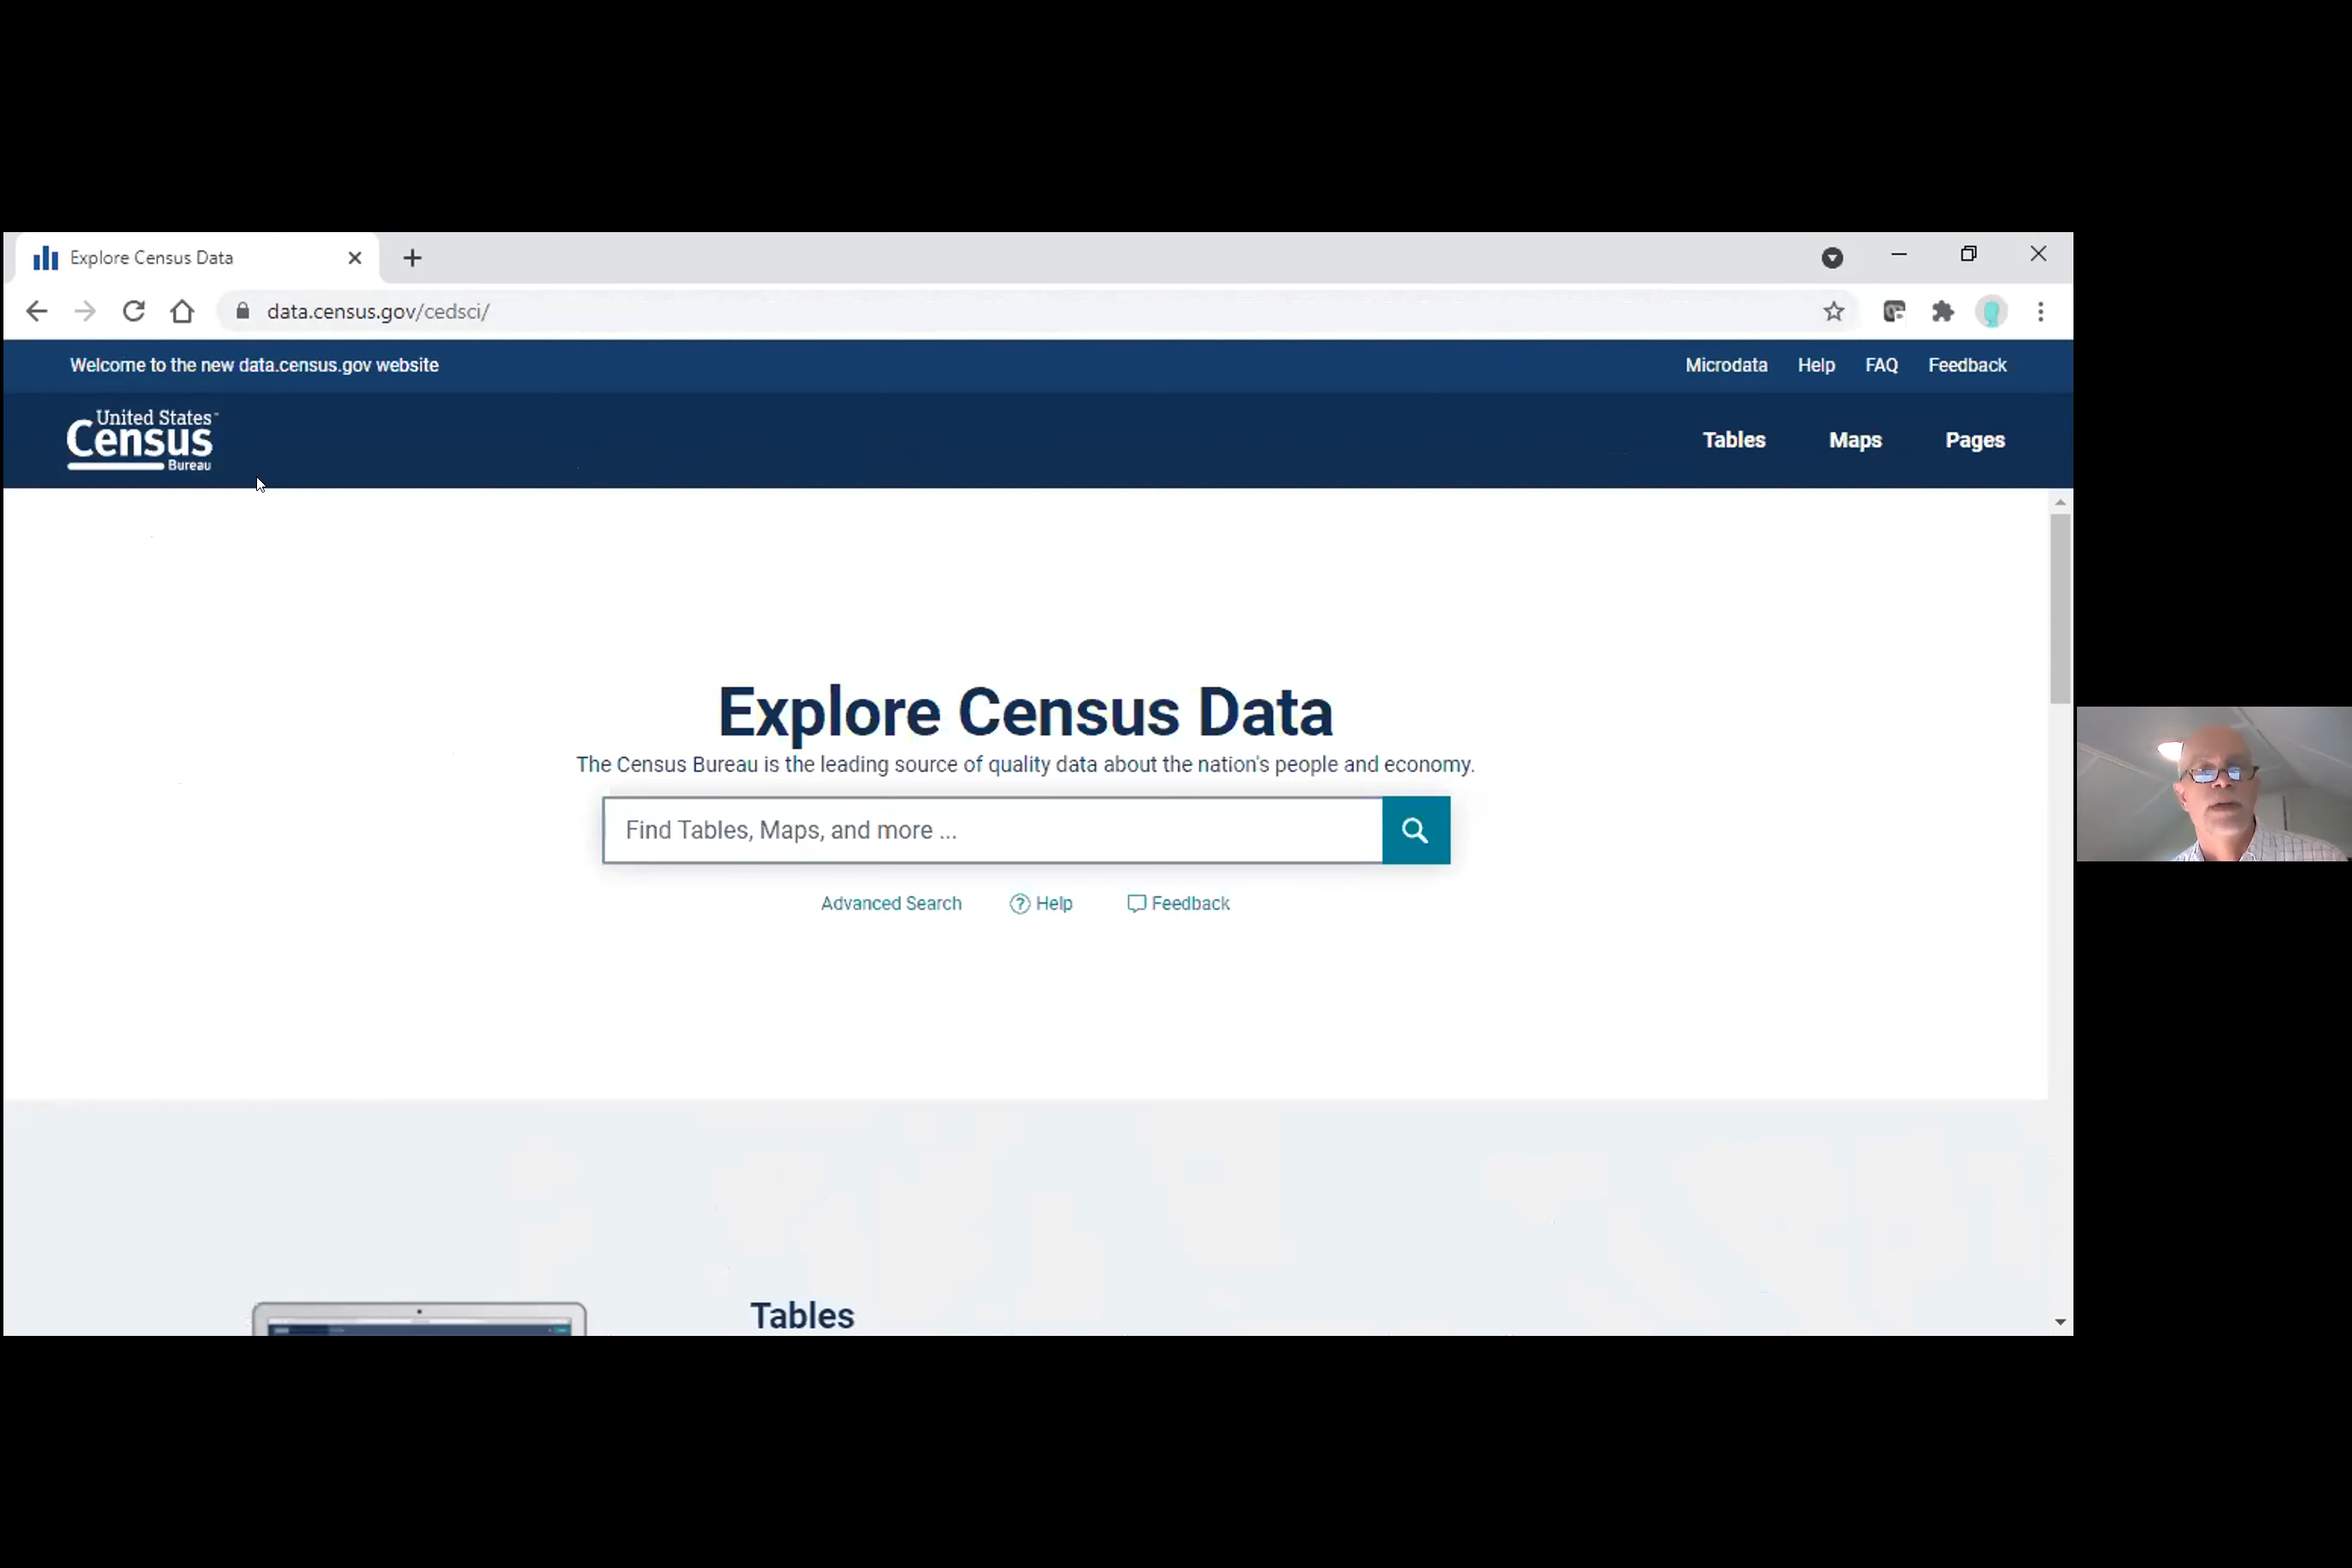 Explore Census Data
data.census.gov/cedsci/
Welcome to the new data.census.gov website
Microdata Help FAQ Feedback
United States™
Census
Bureau
Tables Maps Pages
Explore Census Data
The Census Bureau is the leading source of quality data about the nation's people and economy.
Find Tables, Maps, and more ...
Advanced Search Help Feedback
Tables